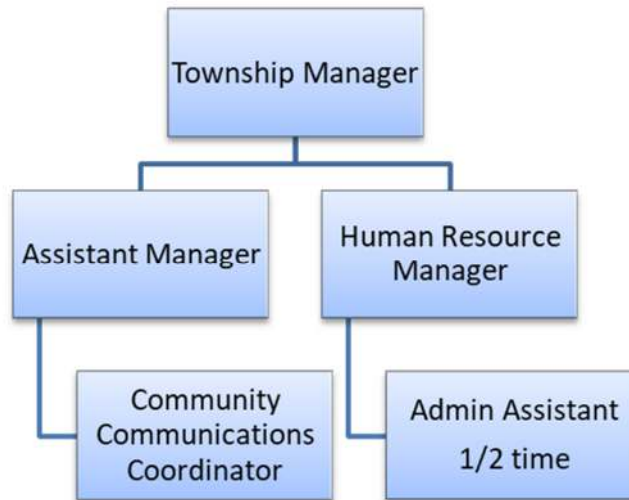 Township Manager
Assistant Manager
Human Resource
Manager
Community
Communications
Coordinator
Admin Assistant
1/2 time